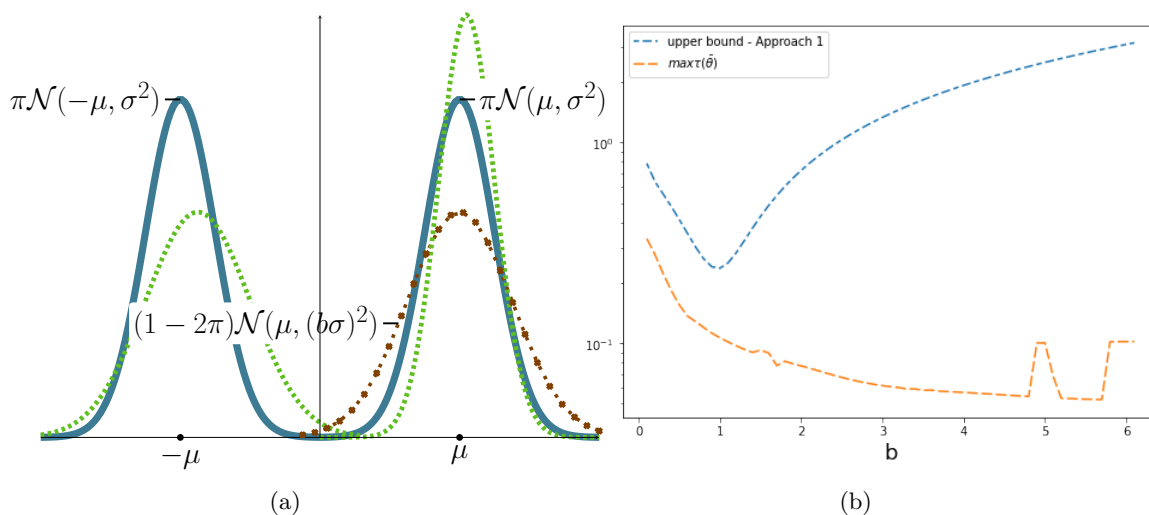 πN(−μ, σ²)
πN(μ, σ²)
(1 − 2π)N(μ, (bσ)²)
−μ
μ
(a)
upper bound - Approach 1
maxτ(θ̄)
10⁰
10⁻¹
0 1 2 3 4 5 6
b
(b)